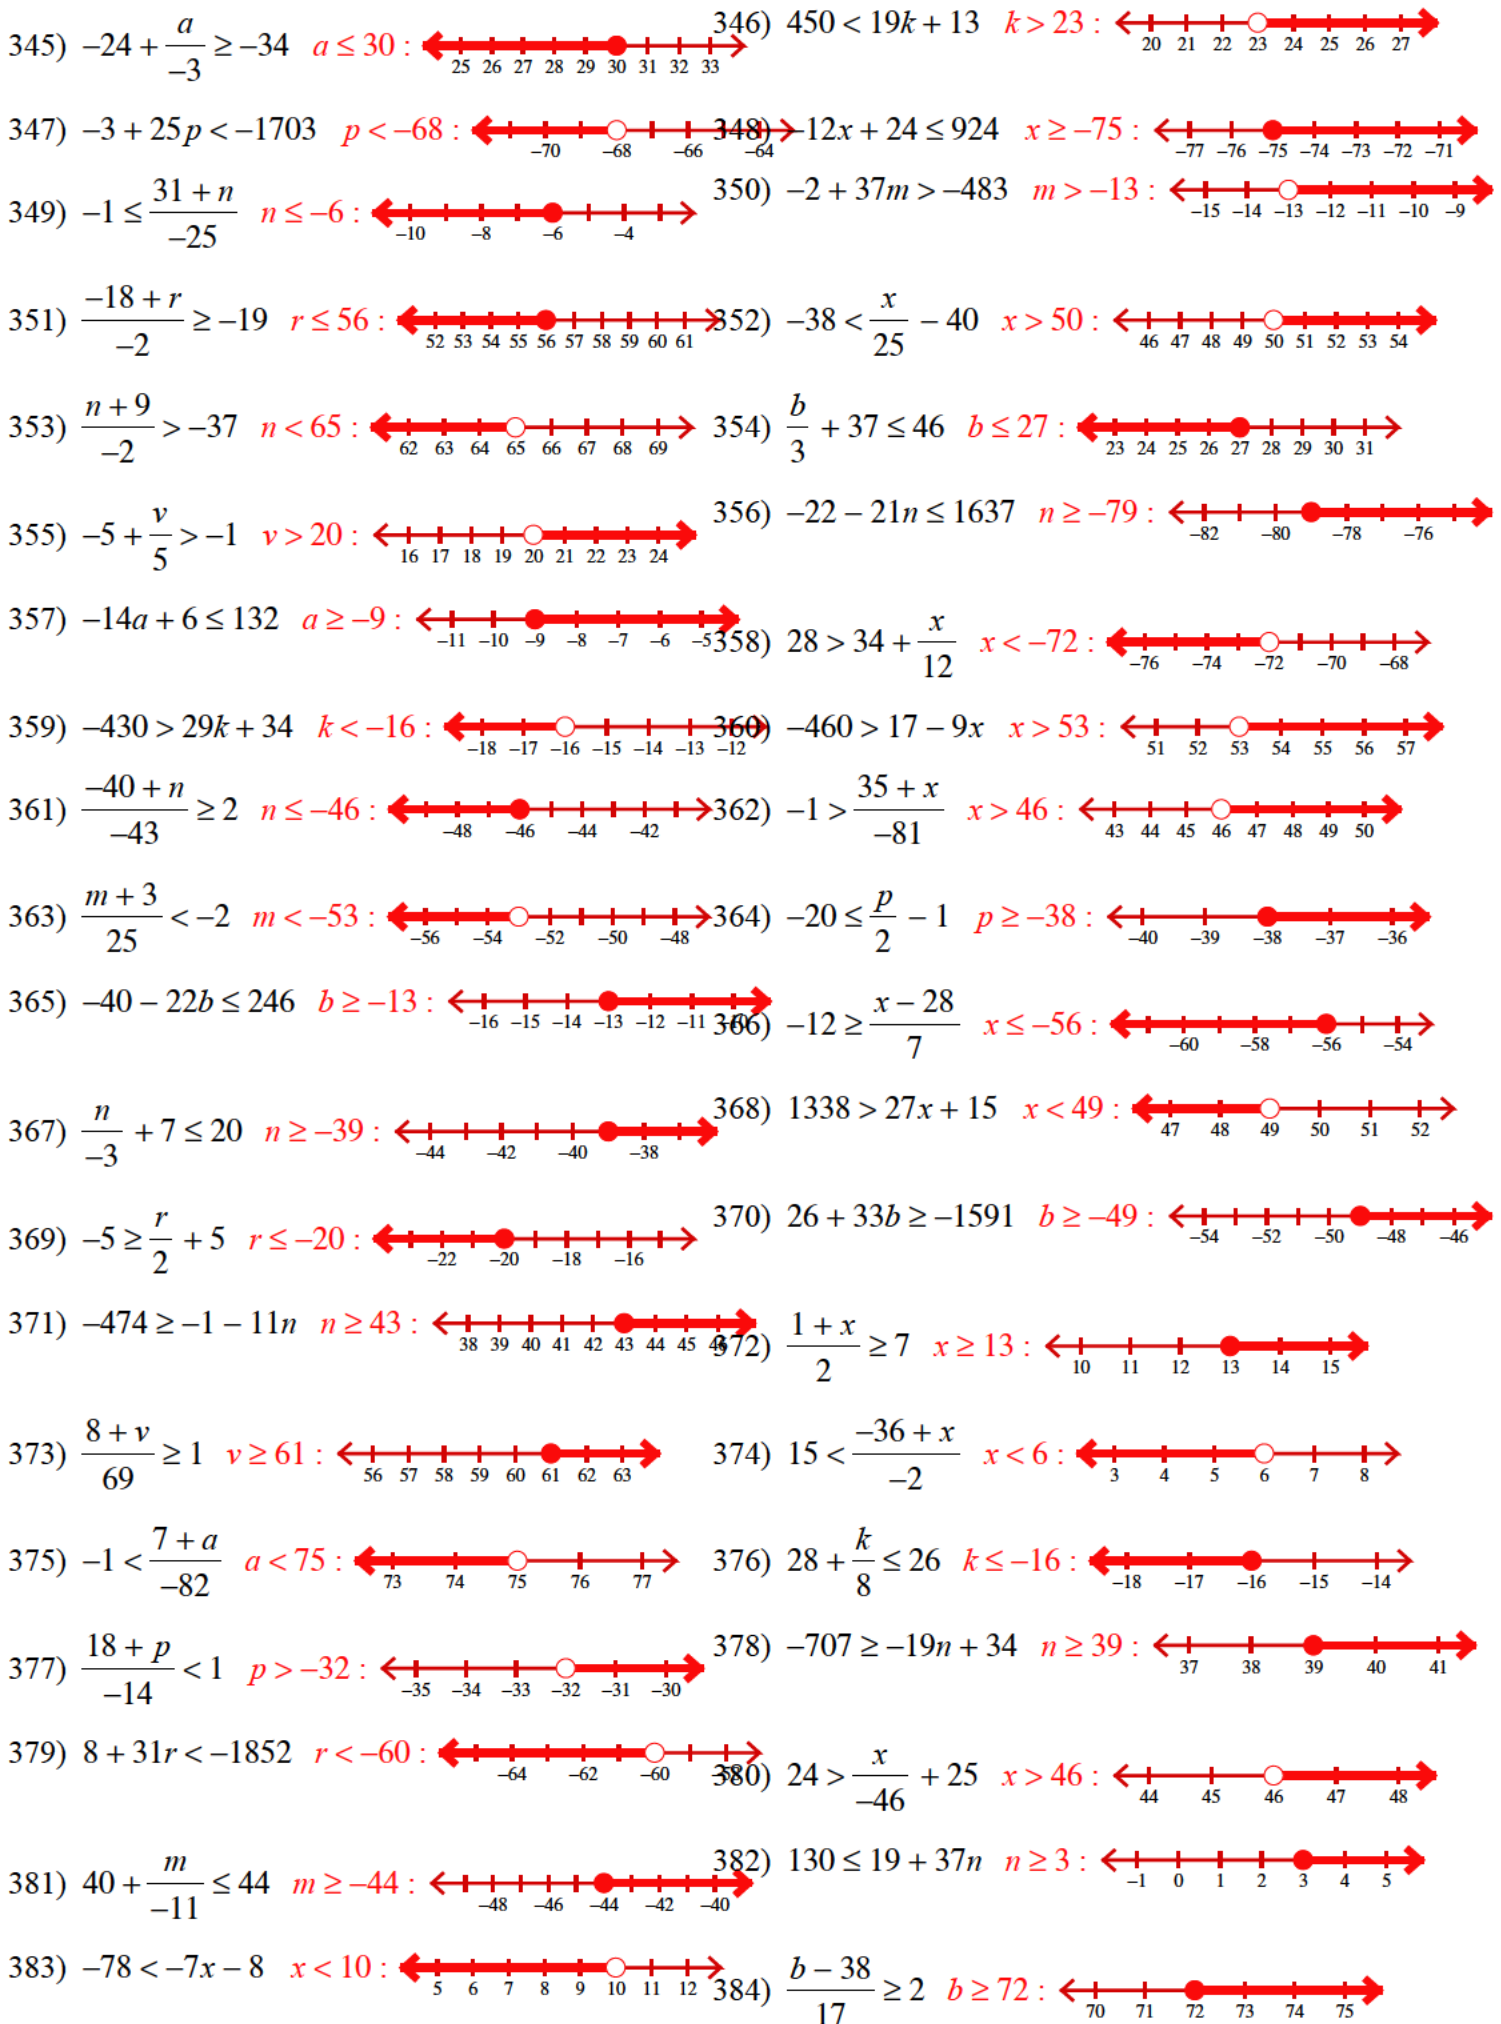 345) −24 + a/−3 ≥ −34 a ≤ 30 : 25 26 27 28 29 30 31 32 33
346) 450 < 19k + 13 k > 23 : 20 21 22 23 24 25 26 27
347) −3 + 25p < −1703 p < −68 : −70 −68 −66 −64
348) −12x + 24 ≤ 924 x ≥ −75 : −77 −76 −75 −74 −73 −72 −71
349) −1 ≤ (31 + n)/−25 n ≤ −6 : −10 −8 −6 −4
350) −2 + 37m > −483 m > −13 : −15 −14 −13 −12 −11 −10 −9
351) (−18 + r)/−2 ≥ −19 r ≤ 56 : 52 53 54 55 56 57 58 59 60 61
352) −38 < x/25 − 40 x > 50 : 46 47 48 49 50 51 52 53 54
353) (n + 9)/−2 > −37 n < 65 : 62 63 64 65 66 67 68 69
354) b/3 + 37 ≤ 46 b ≤ 27 : 23 24 25 26 27 28 29 30 31
355) −5 + v/5 > −1 v > 20 : 16 17 18 19 20 21 22 23 24
356) −22 − 21n ≤ 1637 n ≥ −79 : −82 −80 −78 −76
357) −14a + 6 ≤ 132 a ≥ −9 : −11 −10 −9 −8 −7 −6 −5
358) 28 > 34 + x/12 x < −72 : −76 −74 −72 −70 −68
359) −430 > 29k + 34 k < −16 : −18 −17 −16 −15 −14 −13 −12
360) −460 > 17 − 9x x > 53 : 51 52 53 54 55 56 57
361) (−40 + n)/−43 ≥ 2 n ≤ −46 : −48 −46 −44 −42
362) −1 > (35 + x)/−81 x > 46 : 43 44 45 46 47 48 49 50
363) (m + 3)/25 < −2 m < −53 : −56 −54 −52 −50 −48
364) −20 ≤ p/2 − 1 p ≥ −38 : −40 −39 −38 −37 −36
365) −40 − 22b ≤ 246 b ≥ −13 : −16 −15 −14 −13 −12 −11 −10
366) −12 ≥ (x − 28)/7 x ≤ −56 : −60 −58 −56 −54
367) n/−3 + 7 ≤ 20 n ≥ −39 : −44 −42 −40 −38
368) 1338 > 27x + 15 x < 49 : 47 48 49 50 51 52
369) −5 ≥ r/2 + 5 r ≤ −20 : −22 −20 −18 −16
370) 26 + 33b ≥ −1591 b ≥ −49 : −54 −52 −50 −48 −46
371) −474 ≥ −1 − 11n n ≥ 43 : 38 39 40 41 42 43 44 45 46
372) (1 + x)/2 ≥ 7 x ≥ 13 : 10 11 12 13 14 15
373) (8 + v)/69 ≥ 1 v ≥ 61 : 56 57 58 59 60 61 62 63
374) 15 < (−36 + x)/−2 x < 6 : 3 4 5 6 7 8
375) −1 < (7 + a)/−82 a < 75 : 73 74 75 76 77
376) 28 + k/8 ≤ 26 k ≤ −16 : −18 −17 −16 −15 −14
377) (18 + p)/−14 < 1 p > −32 : −35 −34 −33 −32 −31 −30
378) −707 ≥ −19n + 34 n ≥ 39 : 37 38 39 40 41
379) 8 + 31r < −1852 r < −60 : −64 −62 −60 −58
380) 24 > x/−46 + 25 x > 46 : 44 45 46 47 48
381) 40 + m/−11 ≤ 44 m ≥ −44 : −48 −46 −44 −42 −40
382) 130 ≤ 19 + 37n n ≥ 3 : −1 0 1 2 3 4 5
383) −78 < −7x − 8 x < 10 : 5 6 7 8 9 10 11 12
384) (b − 38)/17 ≥ 2 b ≥ 72 : 70 71 72 73 74 75